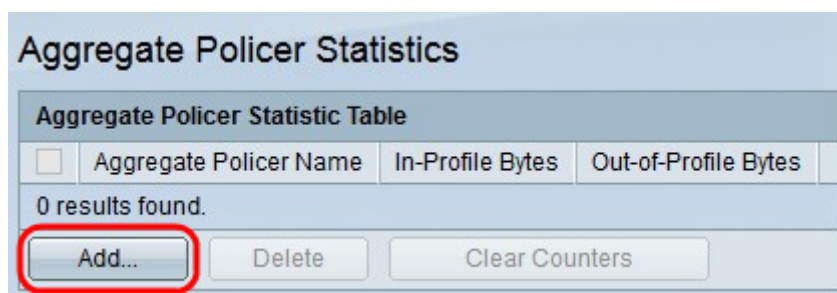 Aggregate Policer Statistics
Aggregate Policer Statistic Table
Aggregate Policer Name In-Profile Bytes Out-of-Profile Bytes
0 results found.
Add... Delete Clear Counters